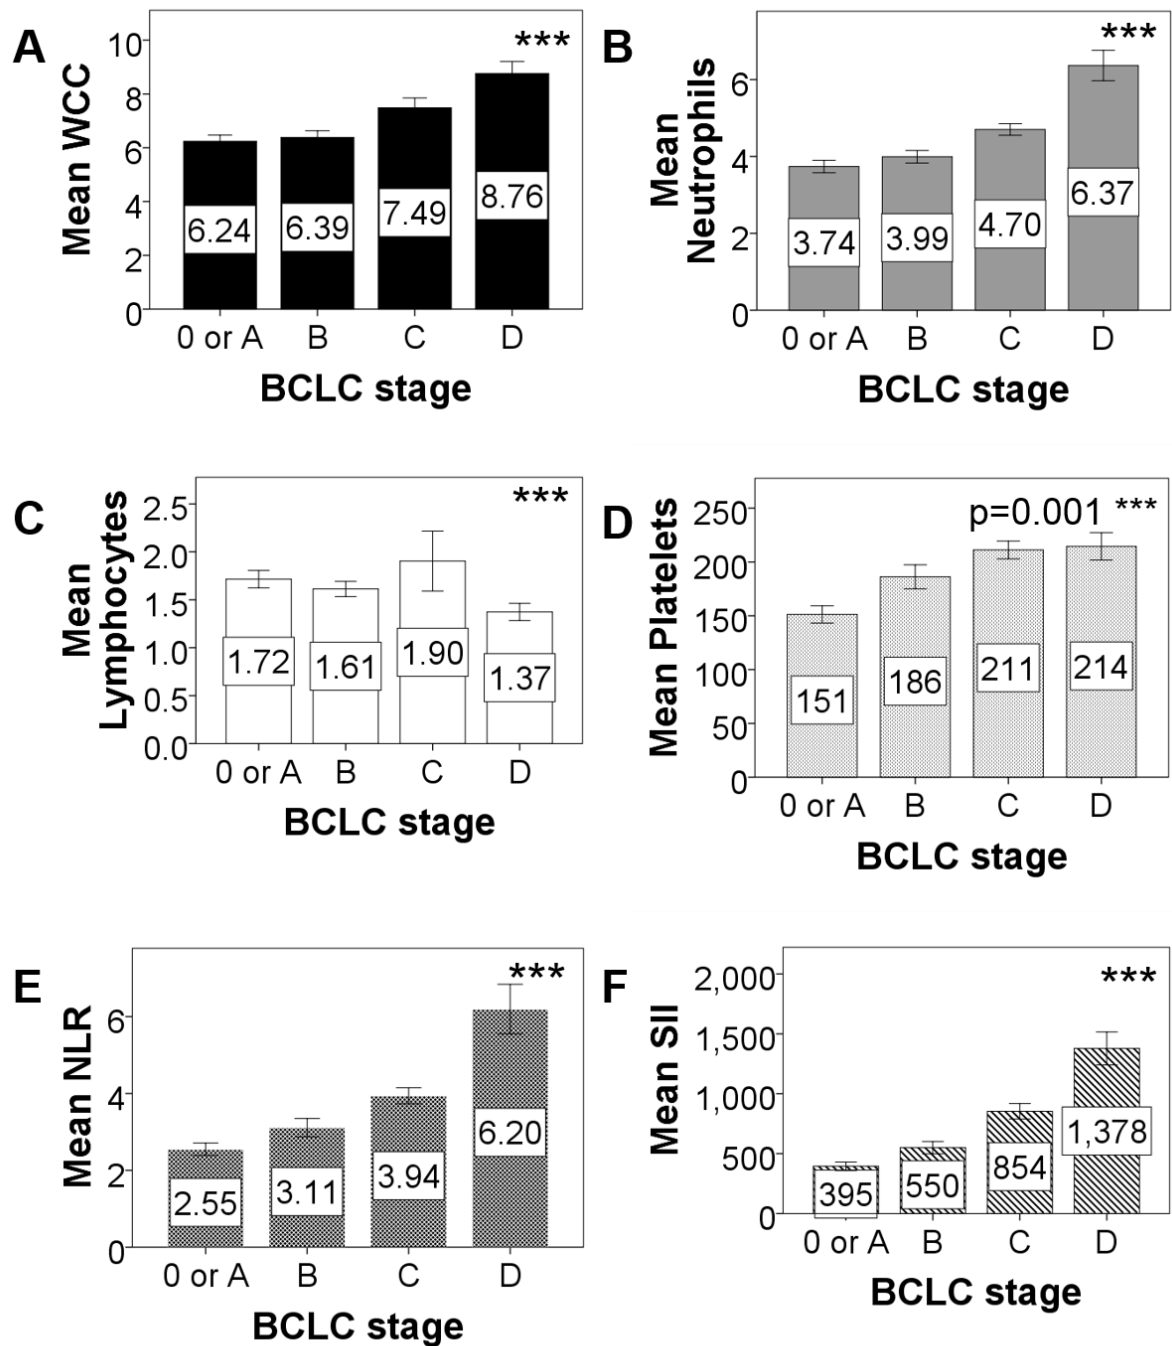 A
Mean WCC
***
10
8
6
4
2
0
6.24
6.39
7.49
8.76
0 or A
B
C
D
BCLC stage
B
Mean
Neutrophils
***
6
4
2
0
3.74
3.99
4.70
6.37
0 or A
B
C
D
BCLC stage
C
Mean
Lymphocytes
***
2.5
2.0
1.5
1.0
0.5
0.0
1.72
1.61
1.90
1.37
0 or A
B
C
D
BCLC stage
D
Mean Platelets
p=0.001 ***
250
200
150
100
50
0
151
186
211
214
0 or A
B
C
D
BCLC stage
E
Mean NLR
***
6
4
2
0
2.55
3.11
3.94
6.20
0 or A
B
C
D
BCLC stage
F
Mean SII
***
2,000
1,500
1,000
500
0
395
550
854
1,378
0 or A
B
C
D
BCLC stage